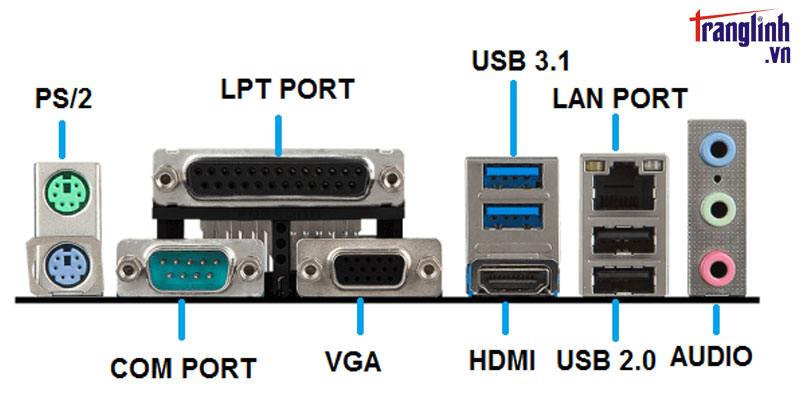 tranglinh
.vn
USB 3.1
PS/2
LPT PORT
LAN PORT
COM PORT
VGA
HDMI
USB 2.0
AUDIO